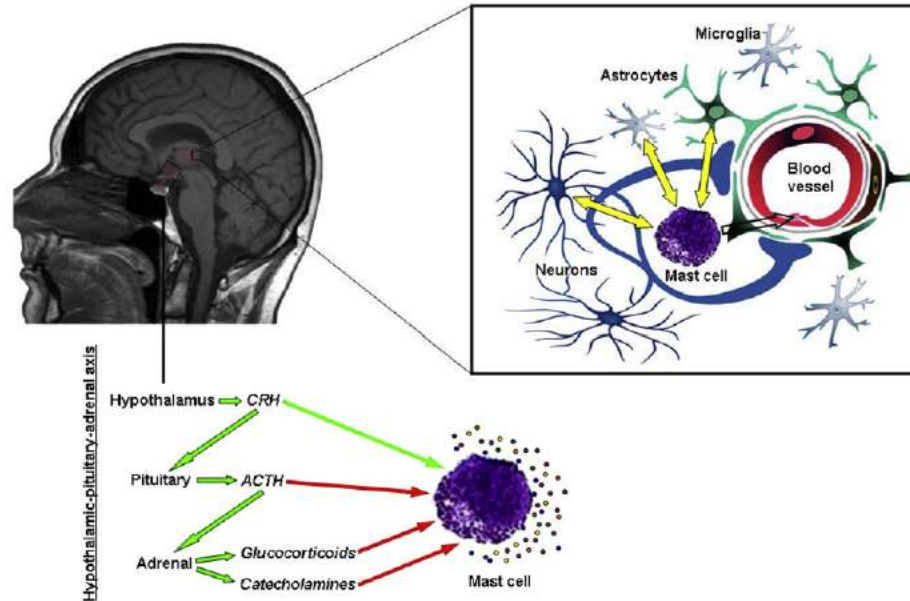 Microglia
Astrocytes
Blood
vessel
Neurons
Mast cell
Hypothalamic-pituitary-adrenal axis
Hypothalamus
CRH
Pituitary
ACTH
Adrenal
Glucocorticoids
Catecholamines
Mast cell